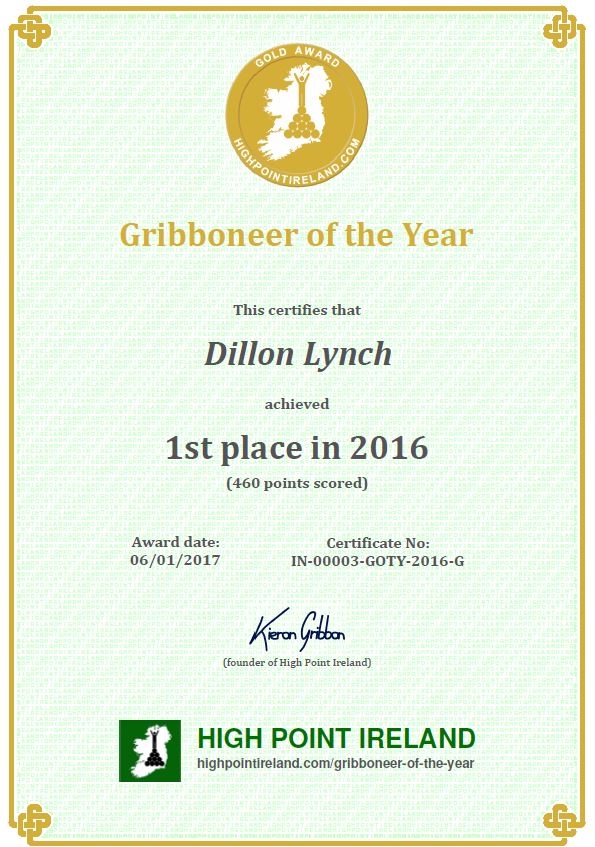 GOLD AWARD
HIGHPOINTIRELAND.COM
Gribboneer of the Year
This certifies that
Dillon Lynch
achieved
1st place in 2016
(460 points scored)
Award date:
06/01/2017
Certificate No:
IN-00003-GOTY-2016-G
Kieron Gribbon
(founder of High Point Ireland)
HIGH POINT IRELAND
highpointireland.com/gribboneer-of-the-year